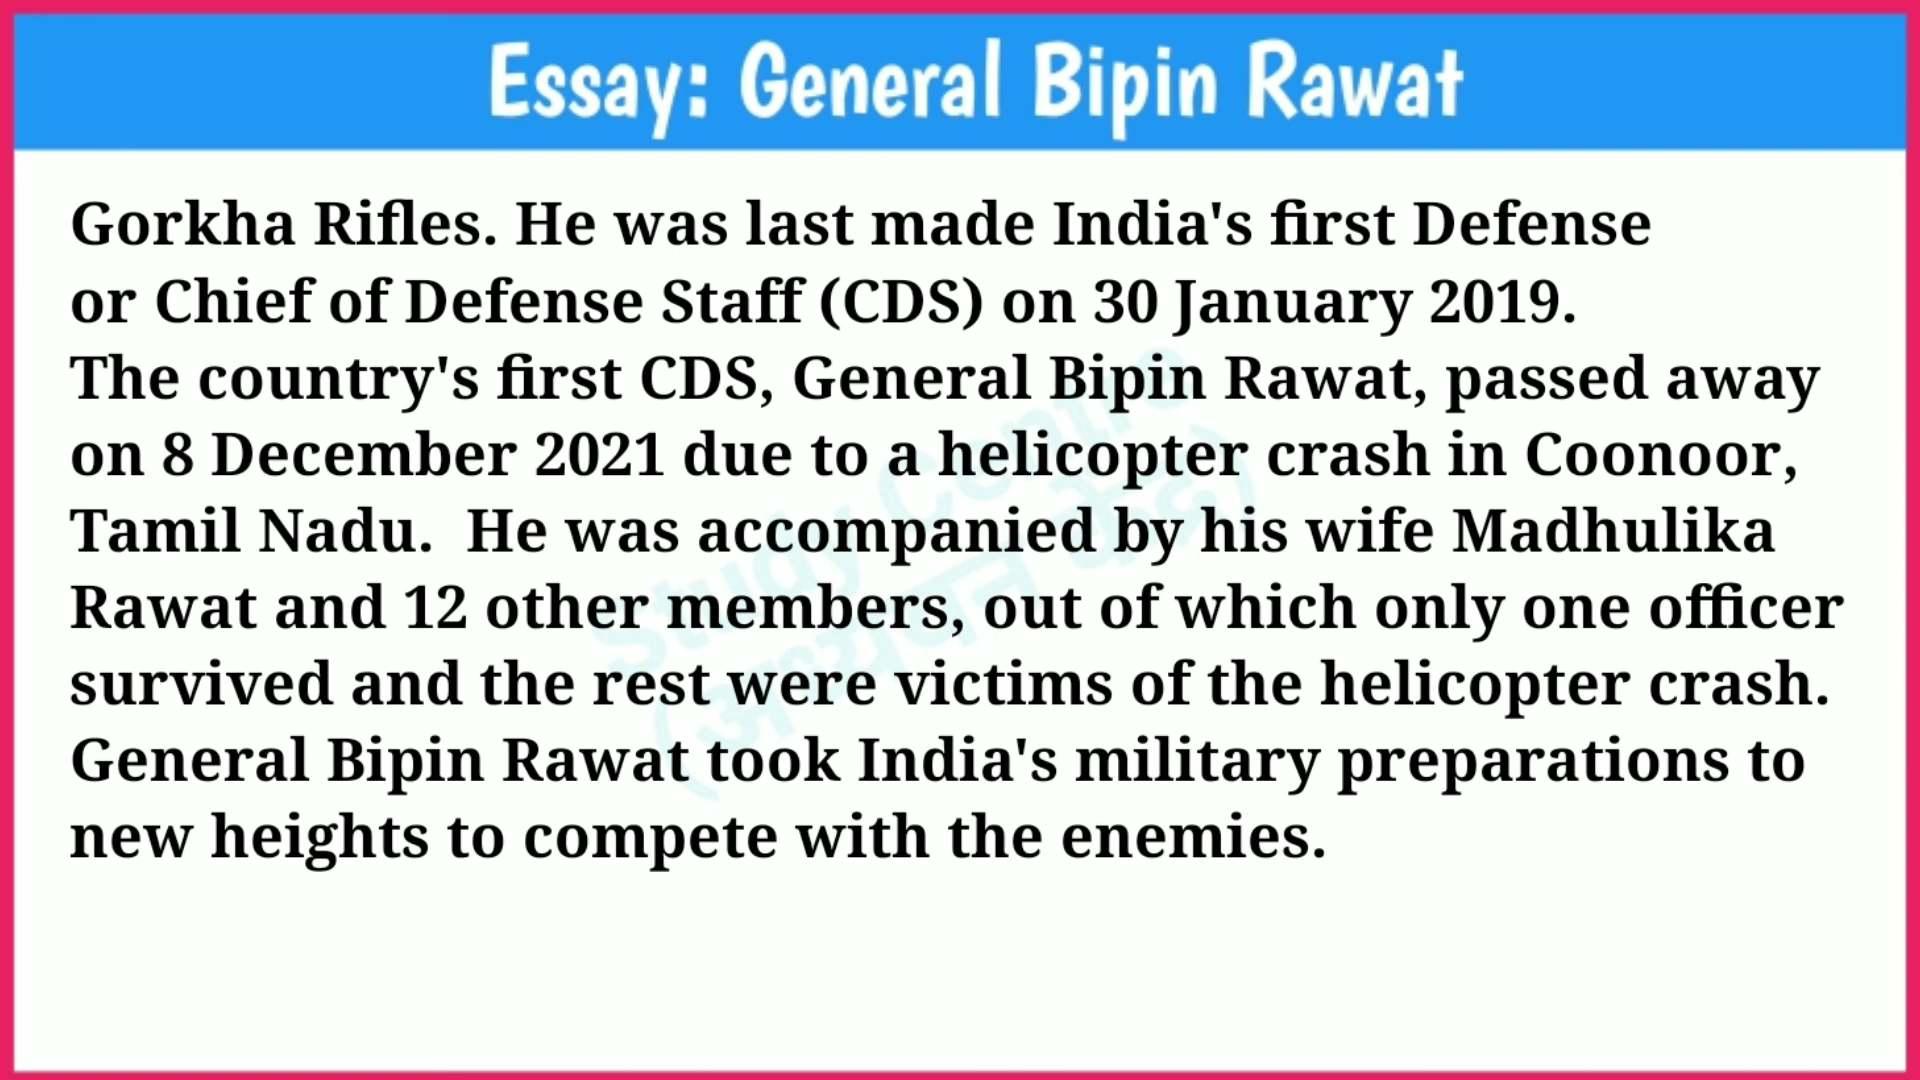 Essay: General Bipin Rawat
Gorkha Rifles. He was last made India's first Defense
or Chief of Defense Staff (CDS) on 30 January 2019.
The country's first CDS, General Bipin Rawat, passed away
on 8 December 2021 due to a helicopter crash in Coonoor,
Tamil Nadu.  He was accompanied by his wife Madhulika
Rawat and 12 other members, out of which only one officer
survived and the rest were victims of the helicopter crash.
General Bipin Rawat took India's military preparations to
new heights to compete with the enemies.
Study Centre
(अध्ययन केंद्र)